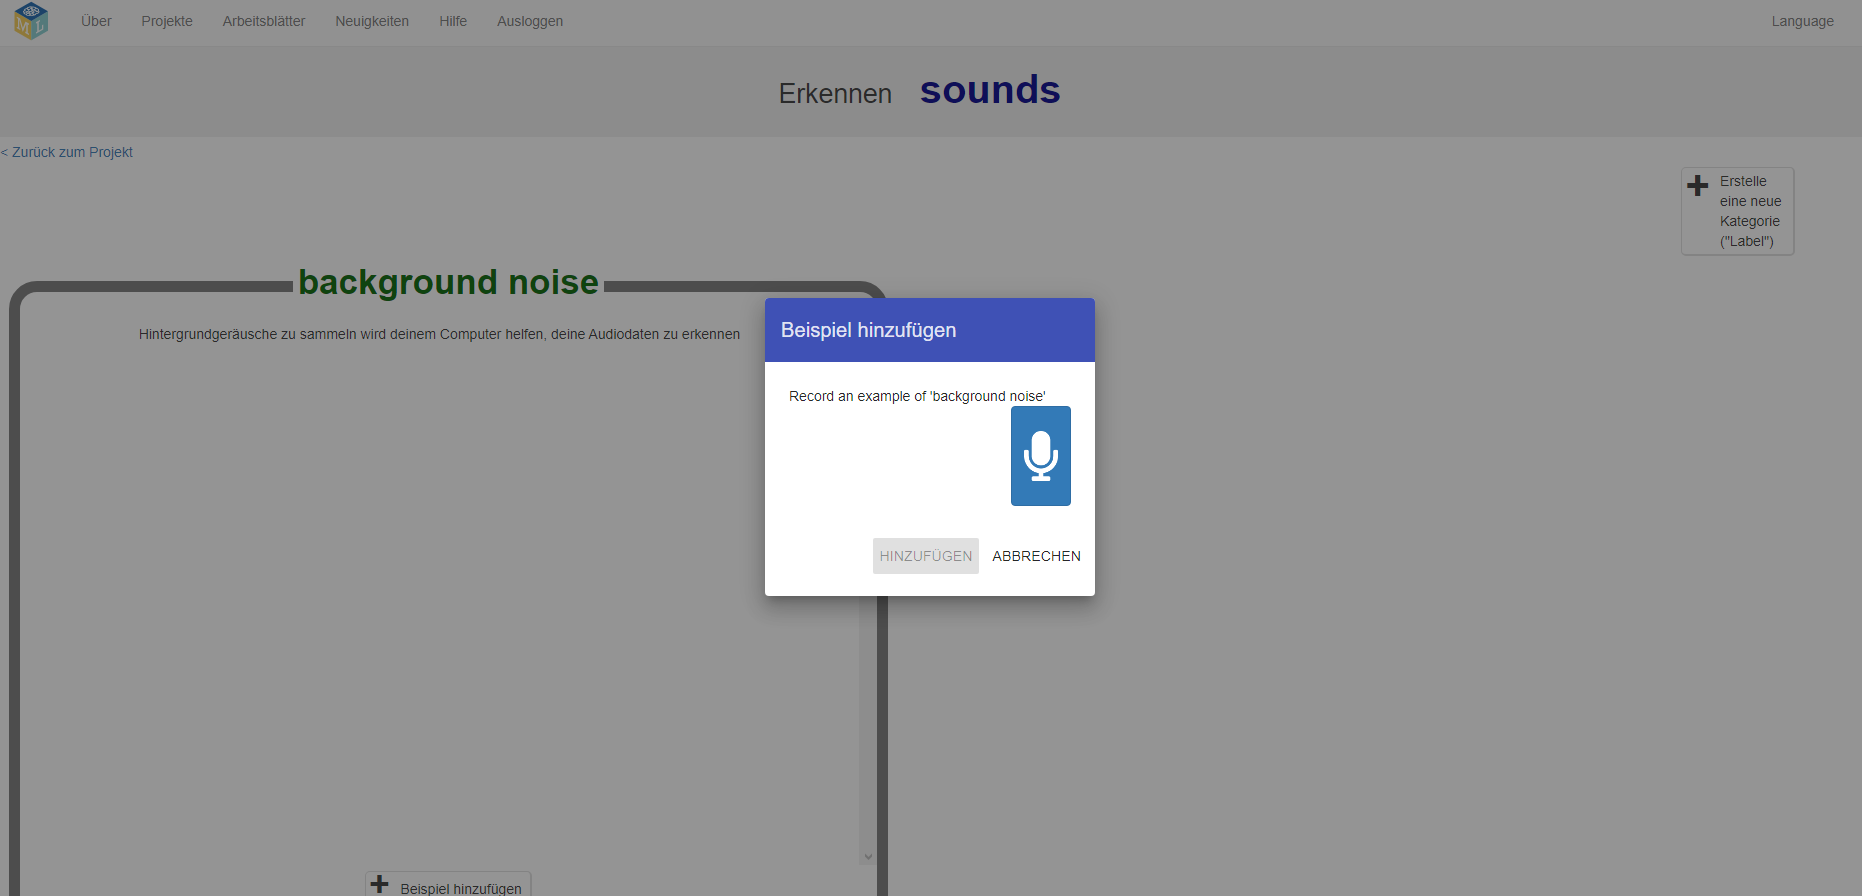 M L
Über Projekte Arbeitsblätter Neuigkeiten Hilfe Ausloggen Language
Erkennen sounds
< Zurück zum Projekt
Erstelle
eine neue
Kategorie
("Label")
background noise
Hintergrundgeräusche zu sammeln wird deinem Computer helfen, deine Audiodaten zu erkennen
Beispiel hinzufügen
Record an example of 'background noise'
HINZUFÜGEN ABBRECHEN
Beispiel hinzufügen